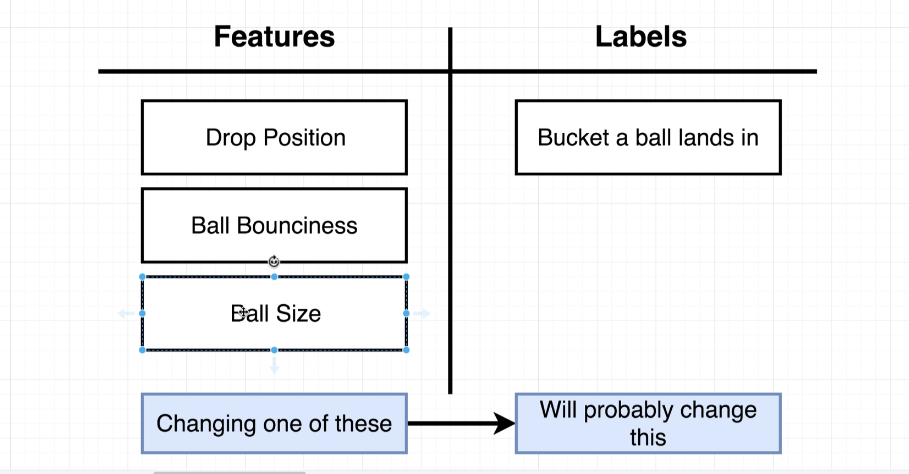 Features
Labels
Drop Position
Bucket a ball lands in
Ball Bounciness
Ball Size
Changing one of these
Will probably change
this